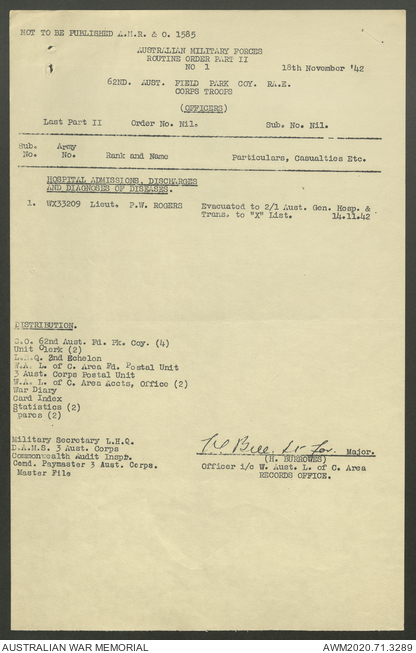 NOT TO BE PUBLISHED A.M.R. & O. 1585
AUSTRALIAN MILITARY FORCES
ROUTINE ORDER PART II
NO 1
18th November '42
62ND. AUST. FIELD PARK COY. RA.E.
CORPS TROOPS
(OFFICERS)
Last Part II Order No. Nil. Sub. No. Nil.
Sub. No. Army No. Rank and Name Particulars, Casualties Etc.
HOSPITAL ADMISSIONS, DISCHARGES
AND DIAGNOSES OF DISEASES.
1. WX33209 Lieut. P.W. ROGERS Evacuated to 2/1 Aust. Gen. Hosp. &
Trans. to "X" List. 14.11.42
DISTRIBUTION.
S.O. 62nd Aust. Fd. Pk. Coy. (4)
Unit Clerk (2)
L.H.Q. 2nd Echelon
W.A. L. of C. Area Fd. Postal Unit
3 Aust. Corps Postal Unit
W.A. L. of C. Area Accts, Office (2)
War Diary
Card Index
Statistics (2)
pares (2)
Military Secretary L.H.Q.
D.A.M.S. 3 Aust. Corps
Commonwealth Audit Inspr.
Comd. Paymaster 3 Aust. Corps.
Master File
Lt for. Major.
(H. BURROWES)
Officer i/c W. Aust. L. of C. Area
RECORDS OFFICE.
AUSTRALIAN WAR MEMORIAL
AWM2020.71.3289